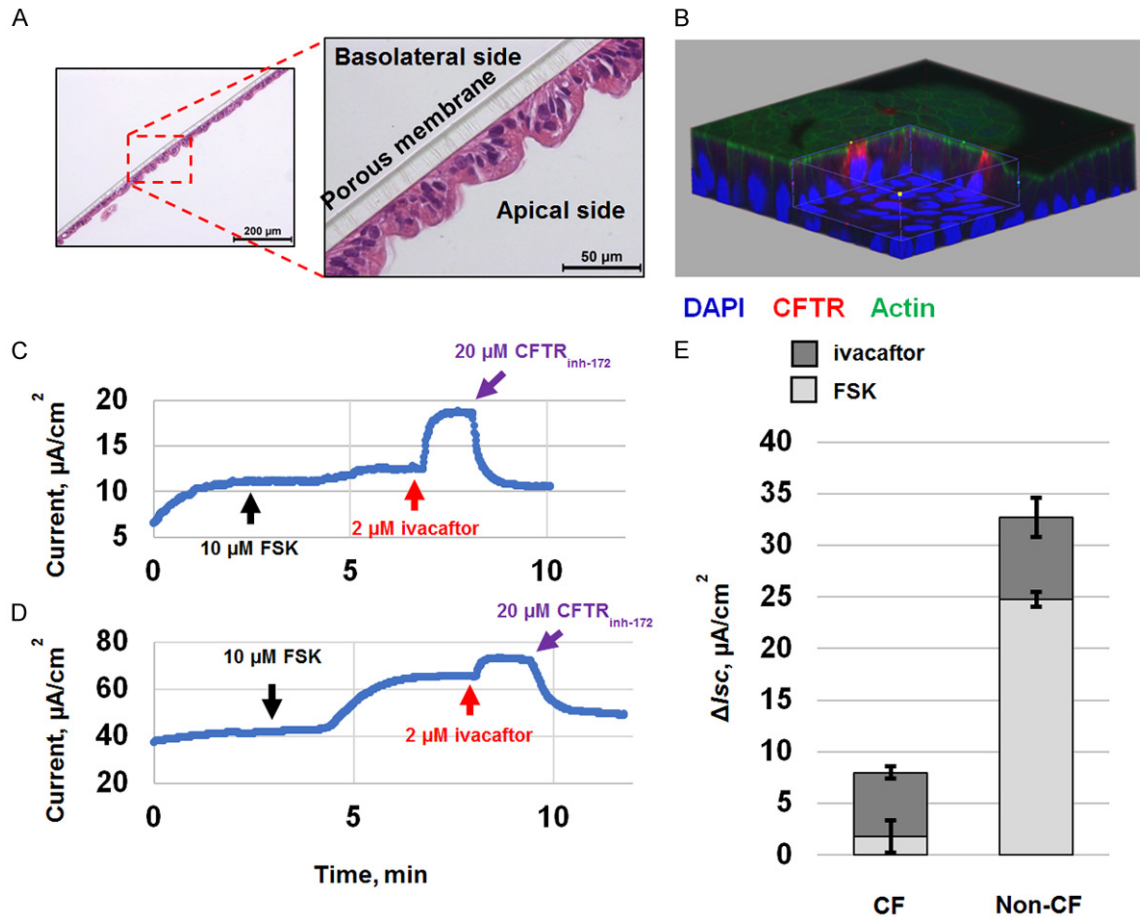 A
Basolateral side
Porous membrane
Apical side
200 µm
50 µm
B
DAPI CFTR Actin
C
Current, µA/cm²
20
15
10
5
0 5 10
10 µM FSK
2 µM ivacaftor
20 µM CFTRinh-172
D
Current, µA/cm²
80
60
40
20
0 5 10
10 µM FSK
2 µM ivacaftor
20 µM CFTRinh-172
Time, min
E
ivacaftor
FSK
ΔIsc, µA/cm²
40
35
30
25
20
15
10
5
0
CF Non-CF